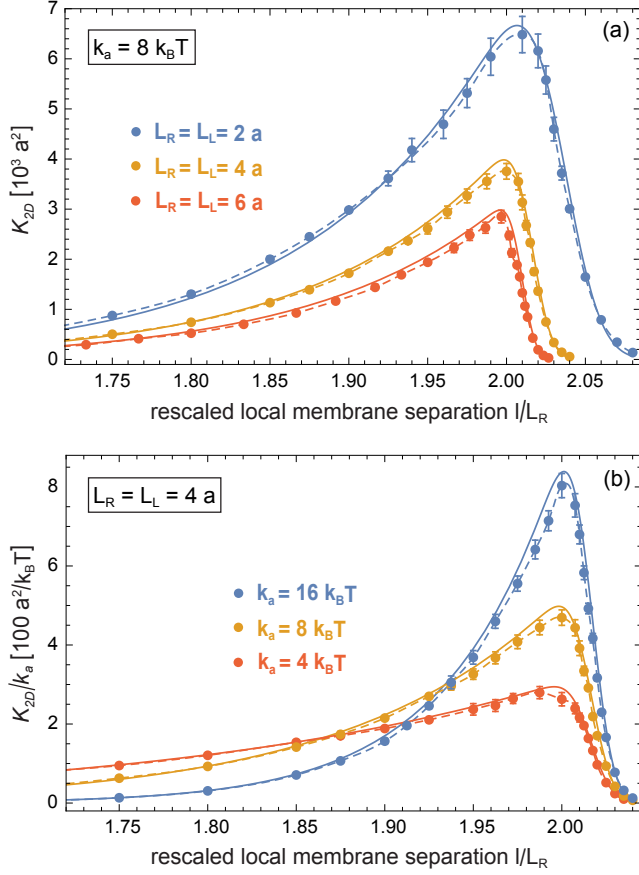 (a)
k_a = 8 k_BT
L_R = L_L = 2 a
L_R = L_L = 4 a
L_R = L_L = 6 a
K_2D [10³ a²]
7
6
5
4
3
2
1
0
1.75 1.80 1.85 1.90 1.95 2.00 2.05
rescaled local membrane separation l/L_R
(b)
L_R = L_L = 4 a
k_a = 16 k_BT
k_a = 8 k_BT
k_a = 4 k_BT
K_2D/k_a [100 a²/k_BT]
8
6
4
2
0
1.75 1.80 1.85 1.90 1.95 2.00
rescaled local membrane separation l/L_R